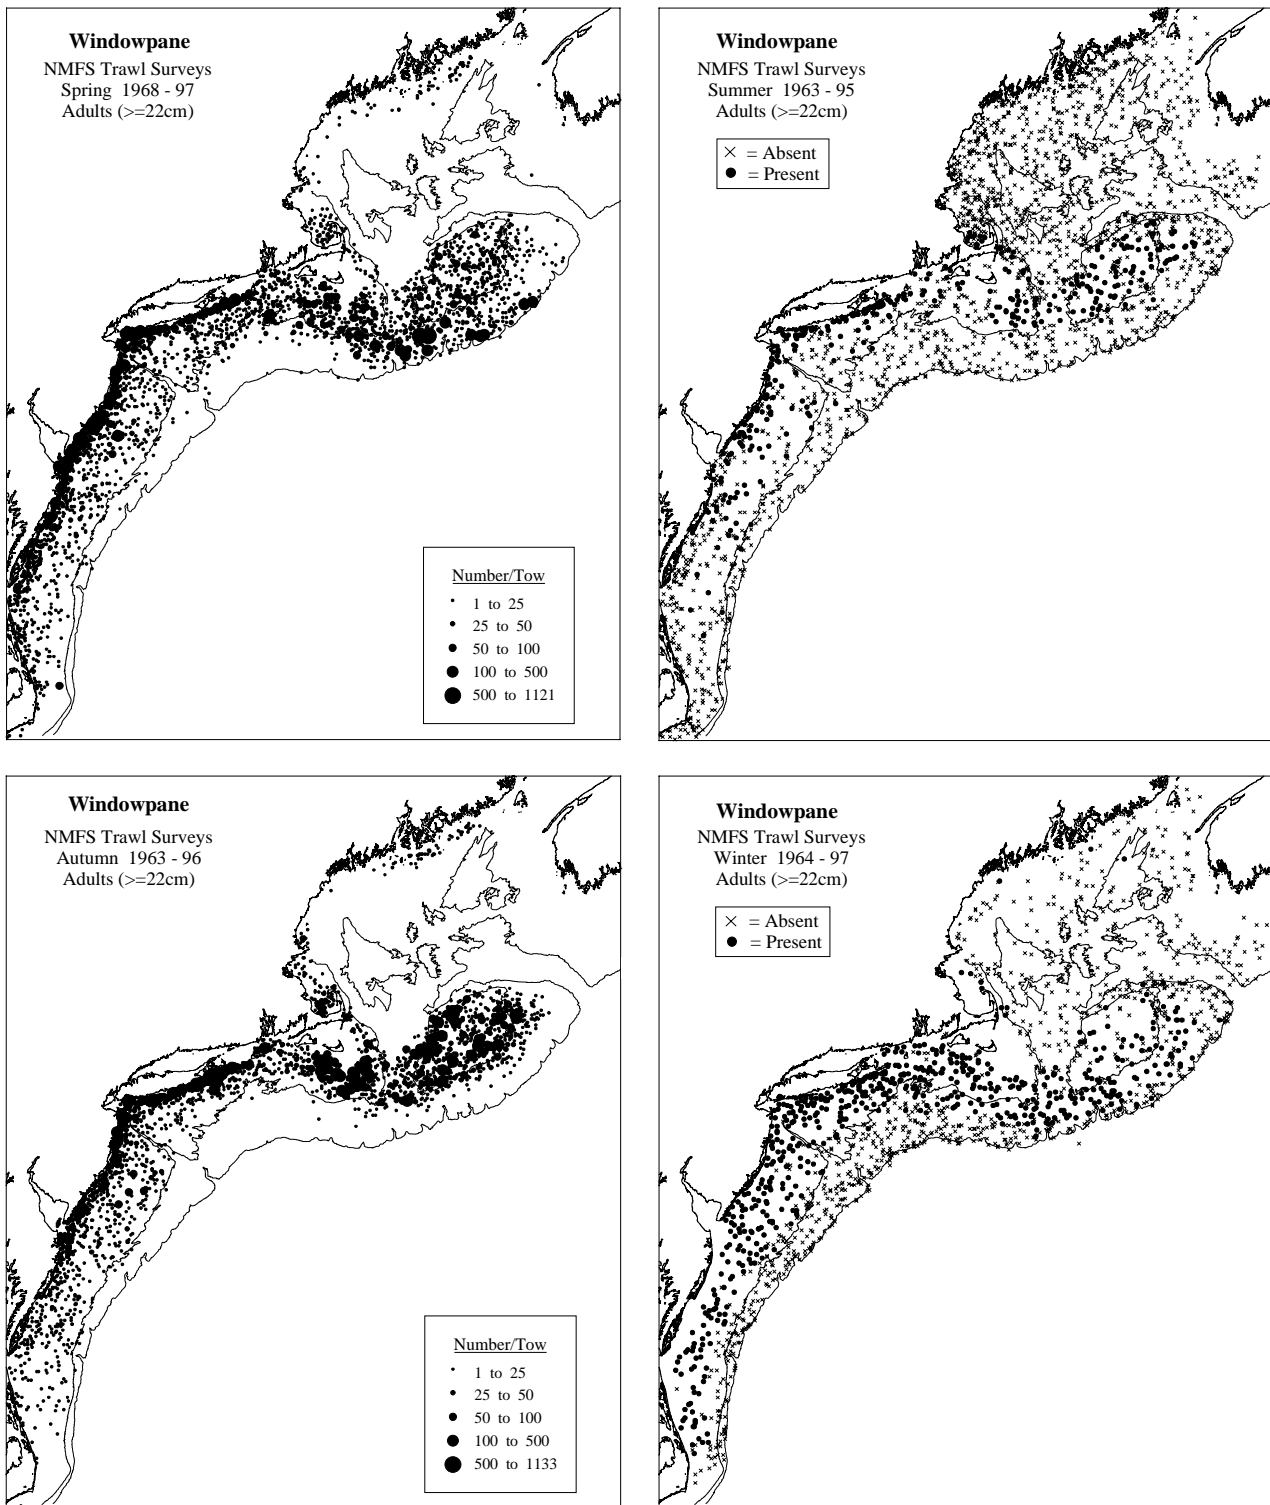 Windowpane
NMFS Trawl Surveys
Spring 1968 - 97
Adults (>=22cm)
Number/Tow
1 to 25
25 to 50
50 to 100
100 to 500
500 to 1121
Windowpane
NMFS Trawl Surveys
Summer 1963 - 95
Adults (>=22cm)
× = Absent
● = Present
Windowpane
NMFS Trawl Surveys
Autumn 1963 - 96
Adults (>=22cm)
Number/Tow
1 to 25
25 to 50
50 to 100
100 to 500
500 to 1133
Windowpane
NMFS Trawl Surveys
Winter 1964 - 97
Adults (>=22cm)
× = Absent
● = Present